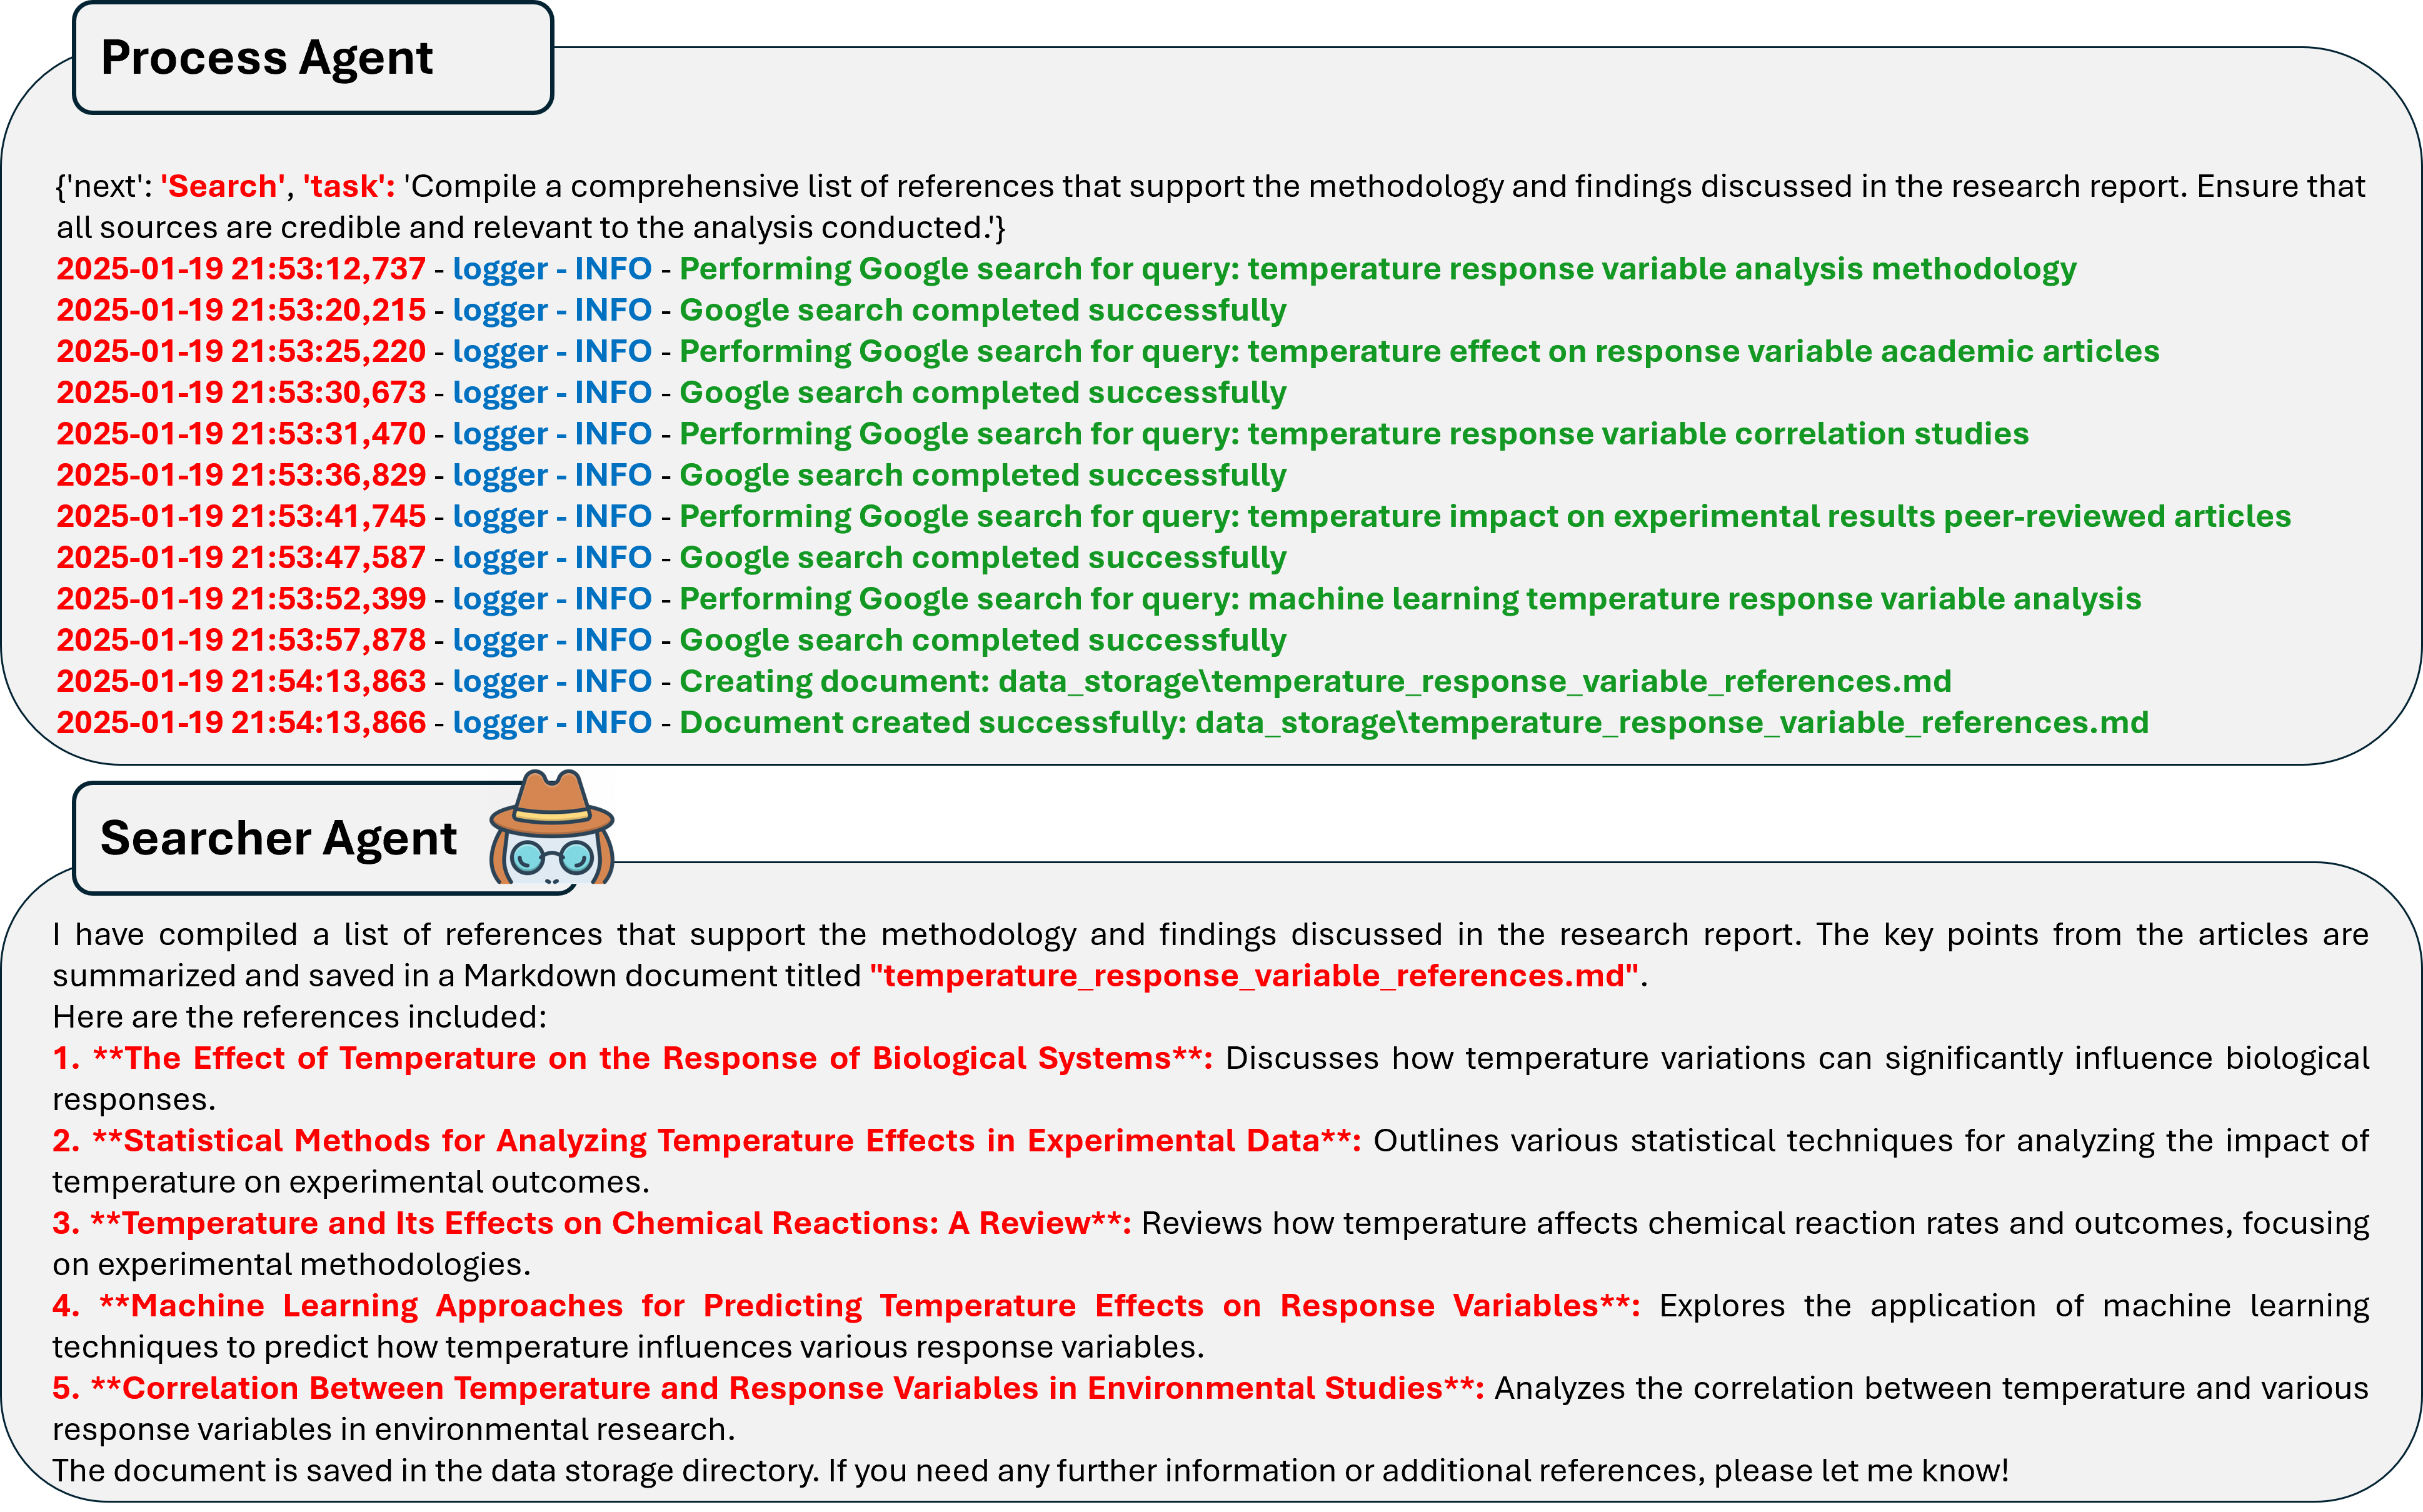 Process Agent
{'next': 'Search', 'task': 'Compile a comprehensive list of references that support the methodology and findings discussed in the research report. Ensure that
all sources are credible and relevant to the analysis conducted.'}
2025-01-19 21:53:12,737 - logger - INFO - Performing Google search for query: temperature response variable analysis methodology
2025-01-19 21:53:20,215 - logger - INFO - Google search completed successfully
2025-01-19 21:53:25,220 - logger - INFO - Performing Google search for query: temperature effect on response variable academic articles
2025-01-19 21:53:30,673 - logger - INFO - Google search completed successfully
2025-01-19 21:53:31,470 - logger - INFO - Performing Google search for query: temperature response variable correlation studies
2025-01-19 21:53:36,829 - logger - INFO - Google search completed successfully
2025-01-19 21:53:41,745 - logger - INFO - Performing Google search for query: temperature impact on experimental results peer-reviewed articles
2025-01-19 21:53:47,587 - logger - INFO - Google search completed successfully
2025-01-19 21:53:52,399 - logger - INFO - Performing Google search for query: machine learning temperature response variable analysis
2025-01-19 21:53:57,878 - logger - INFO - Google search completed successfully
2025-01-19 21:54:13,863 - logger - INFO - Creating document: data_storage\temperature_response_variable_references.md
2025-01-19 21:54:13,866 - logger - INFO - Document created successfully: data_storage\temperature_response_variable_references.md
Searcher Agent
I have compiled a list of references that support the methodology and findings discussed in the research report. The key points from the articles are
summarized and saved in a Markdown document titled "temperature_response_variable_references.md".
Here are the references included:
1. **The Effect of Temperature on the Response of Biological Systems**: Discusses how temperature variations can significantly influence biological
responses.
2. **Statistical Methods for Analyzing Temperature Effects in Experimental Data**: Outlines various statistical techniques for analyzing the impact of
temperature on experimental outcomes.
3. **Temperature and Its Effects on Chemical Reactions: A Review**: Reviews how temperature affects chemical reaction rates and outcomes, focusing
on experimental methodologies.
4. **Machine Learning Approaches for Predicting Temperature Effects on Response Variables**: Explores the application of machine learning
techniques to predict how temperature influences various response variables.
5. **Correlation Between Temperature and Response Variables in Environmental Studies**: Analyzes the correlation between temperature and various
response variables in environmental research.
The document is saved in the data storage directory. If you need any further information or additional references, please let me know!